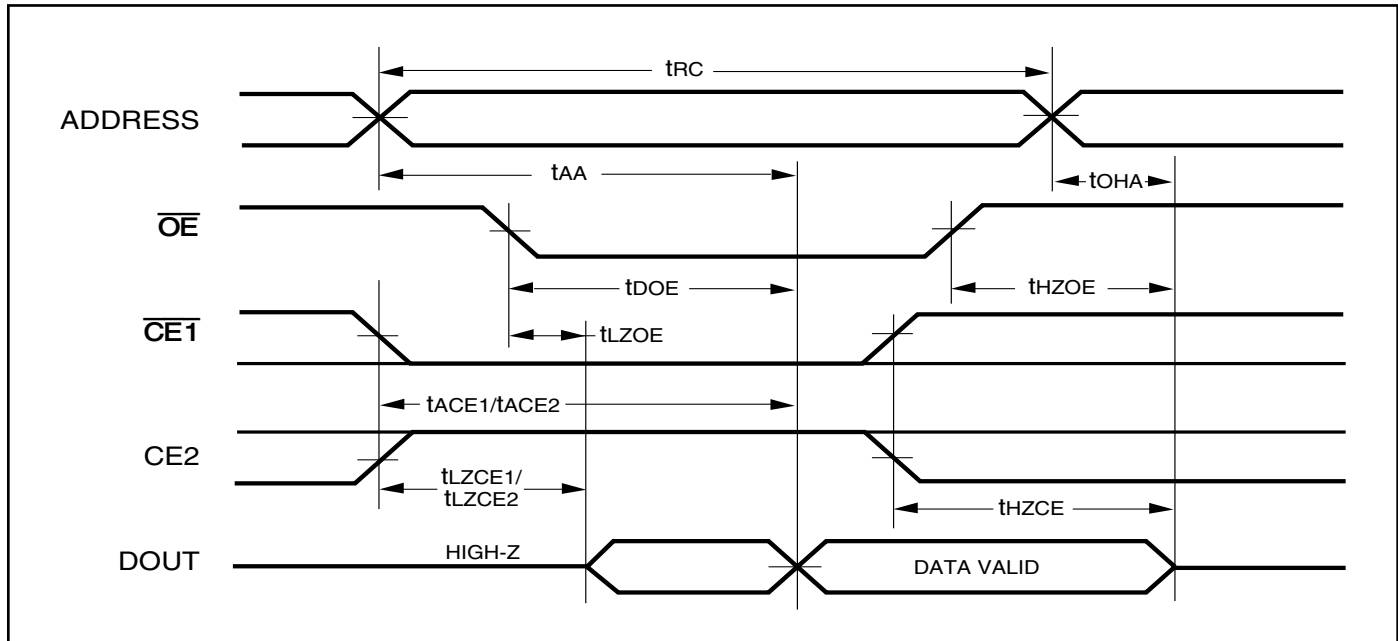 tRC
ADDRESS
tAA
tOHA
OE
tDOE
tHZOE
CE1
tLZOE
tACE1/tACE2
CE2
tLZCE1/
tLZCE2
tHZCE
DOUT
HIGH-Z
DATA VALID